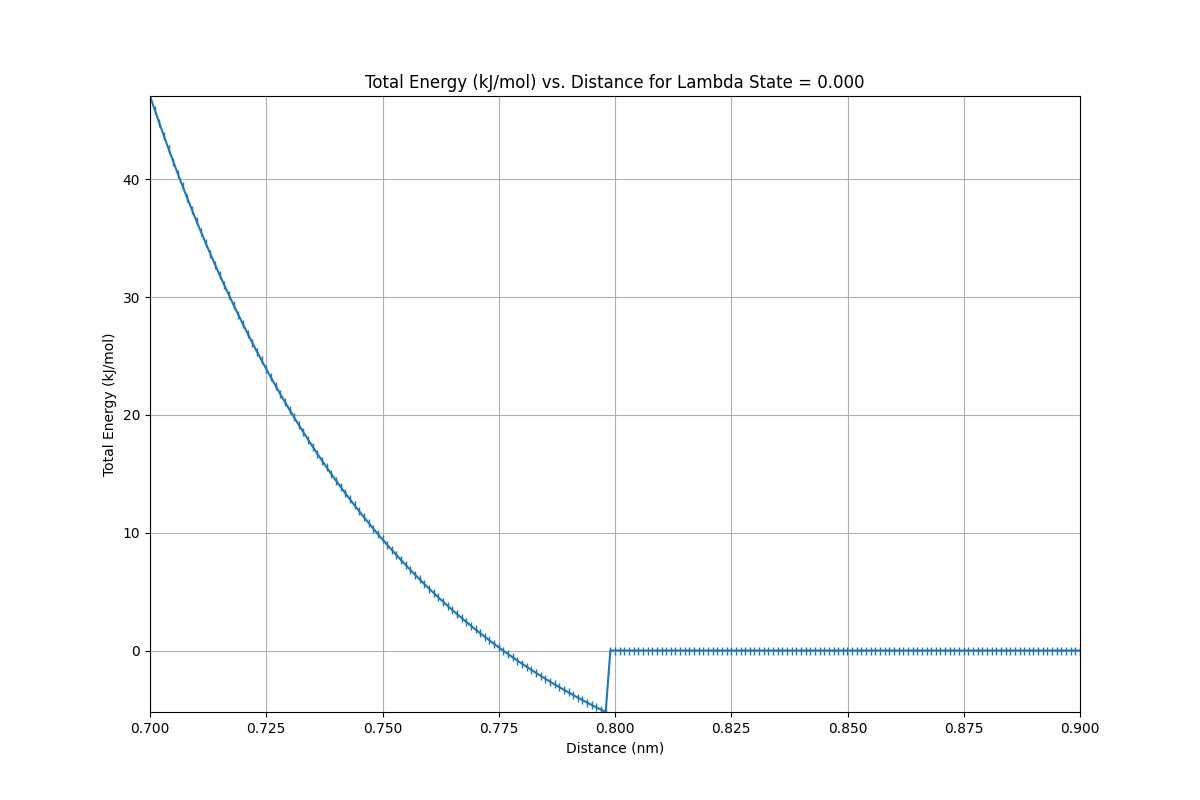 Total Energy (kJ/mol) vs. Distance for Lambda State = 0.000
Total Energy (kJ/mol)
40
30
20
10
0
0.700 0.725 0.750 0.775 0.800 0.825 0.850 0.875 0.900
Distance (nm)